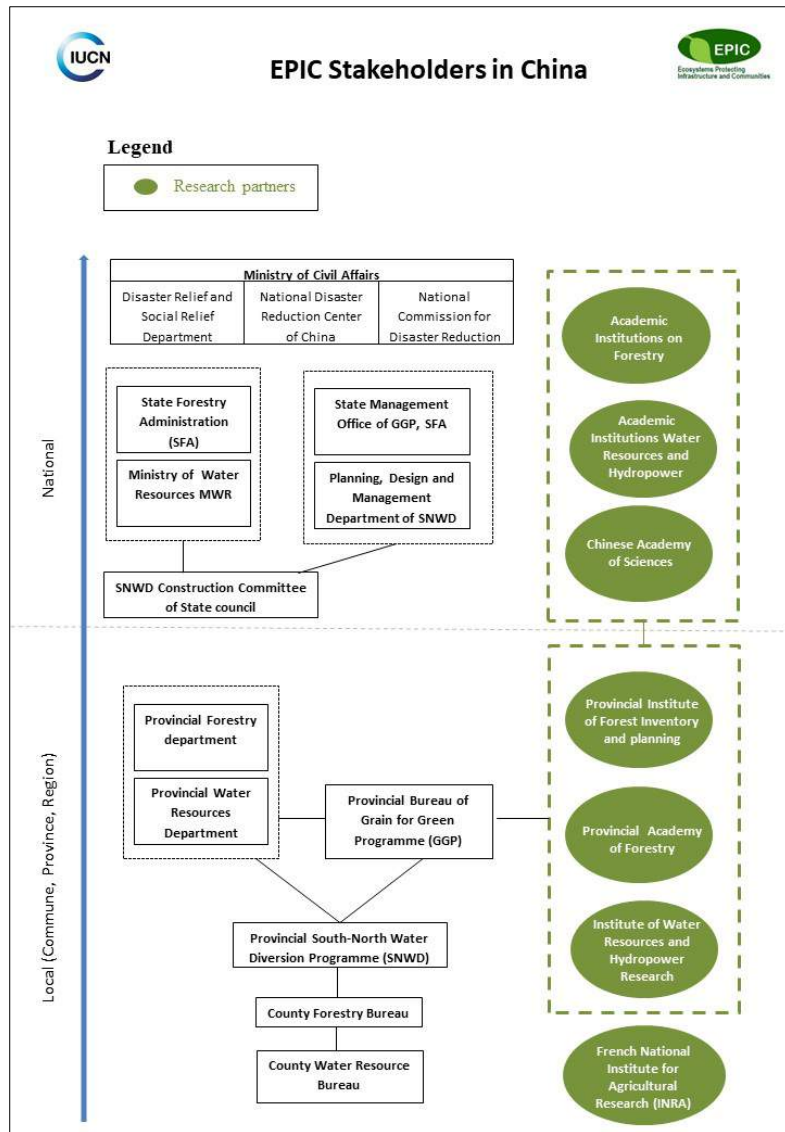 IUCN
EPIC Stakeholders in China
EPIC
Ecosystems Protecting
Infrastructure and Communities
Legend
Research partners
National
Ministry of Civil Affairs
Disaster Relief and
Social Relief
Department
National Disaster
Reduction Center
of China
National
Commission for
Disaster Reduction
State Forestry
Administration
(SFA)
Ministry of Water
Resources MWR
State Management
Office of GGP, SFA
Planning, Design and
Management
Department of SNWD
SNWD Construction Committee
of State council
Academic
Institutions on
Forestry
Academic
Institutions Water
Resources and
Hydropower
Chinese Academy
of Sciences
Local (Commune, Province, Region)
Provincial Forestry
department
Provincial Water
Resources
Department
Provincial Bureau of
Grain for Green
Programme (GGP)
Provincial South-North Water
Diversion Programme (SNWD)
County Forestry Bureau
County Water Resource
Bureau
Provincial Institute
of Forest Inventory
and planning
Provincial Academy
of Forestry
Institute of Water
Resources and
Hydropower
Research
French National
Institute for
Agricultural
Research (INRA)